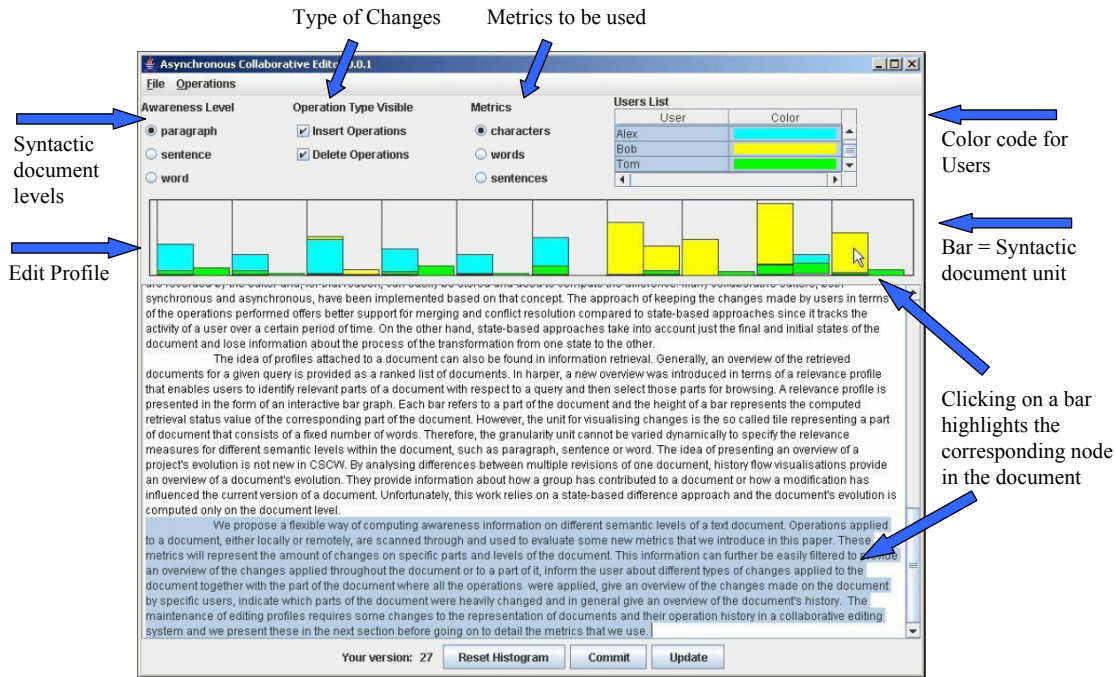 Type of Changes
Metrics to be used
Asynchronous Collaborative Edito 0.0.1
File Operations
Awareness Level
Operation Type Visible
Metrics
Users List
User Color
paragraph
Insert Operations
characters
Alex
sentence
Delete Operations
words
Bob
word
sentences
Tom
Syntactic
document
levels
Color code for
Users
Edit Profile
Bar = Syntactic
document unit
synchronous and asynchronous, have been implemented based on that concept. The approach of keeping the changes made by users in terms
of the operations performed offers better support for merging and conflict resolution compared to state-based approaches since it tracks the
activity of a user over a certain period of time. On the other hand, state-based approaches take into account just the final and initial states of the
document and lose information about the process of the transformation from one state to the other.
The idea of profiles attached to a document can also be found in information retrieval. Generally, an overview of the retrieved
documents for a given query is provided as a ranked list of documents. In harper, a new overview was introduced in terms of a relevance profile
that enables users to identify relevant parts of a document with respect to a query and then select those parts for browsing. A relevance profile is
presented in the form of an interactive bar graph. Each bar refers to a part of the document and the height of a bar represents the computed
retrieval status value of the corresponding part of the document. However, the unit for visualising changes is the so called tile representing a part
of document that consists of a fixed number of words. Therefore, the granularity unit cannot be varied dynamically to specify the relevance
measures for different semantic levels within the document, such as paragraph, sentence or word. The idea of presenting an overview of a
project's evolution is not new in CSCW. By analysing differences between multiple revisions of one document, history flow visualisations provide
an overview of a document's evolution. They provide information about how a group has contributed to a document or how a modification has
influenced the current version of a document. Unfortunately, this work relies on a state-based difference approach and the document's evolution is
computed only on the document level.
We propose a flexible way of computing awareness information on different semantic levels of a text document. Operations applied
to a document, either locally or remotely, are scanned through and used to evaluate some new metrics that we introduce in this paper. These
metrics will represent the amount of changes on specific parts and levels of the document. This information can further be easily filtered to provide
an overview of the changes applied throughout the document or to a part of it, inform the user about different types of changes applied to the
document together with the part of the document where all the operations were applied, give an overview of the changes made on the document
by specific users, indicate which parts of the document were heavily changed and in general give an overview of the document's history. The
maintenance of editing profiles requires some changes to the representation of documents and their operation history in a collaborative editing
system and we present these in the next section before going on to detail the metrics that we use.
Clicking on a bar
highlights the
corresponding node
in the document
Your version: 27 Reset Histogram Commit Update